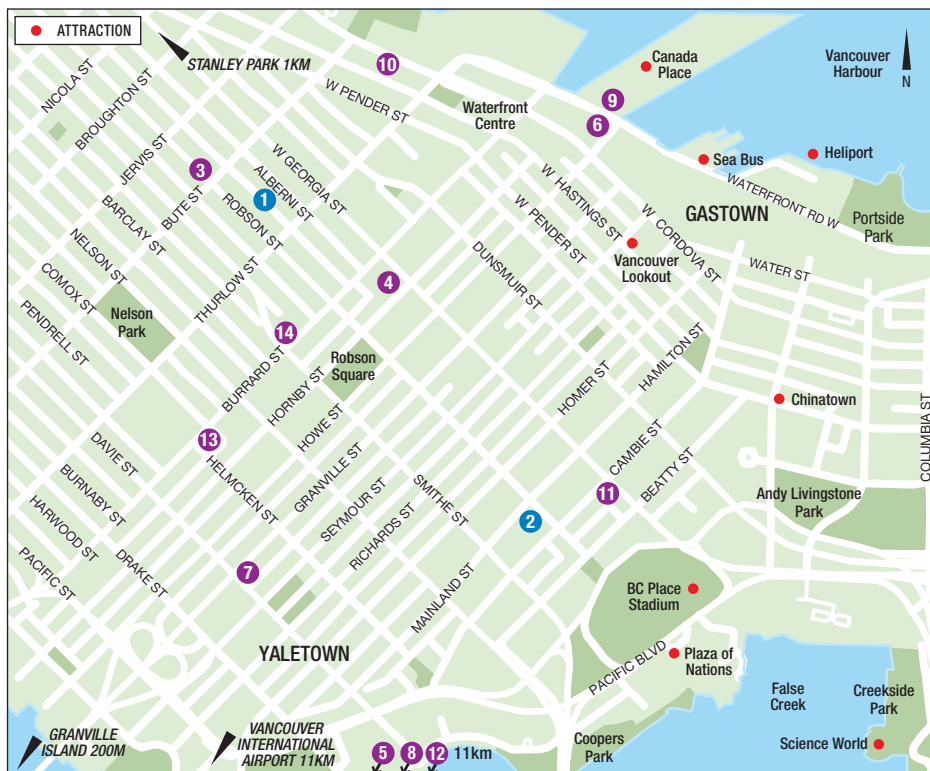 ATTRACTION
STANLEY PARK 1KM
10
Canada
Place
Vancouver
Harbour
N
NICOLA ST
BROUGHTON ST
W PENDER ST
Waterfront
Centre
9
6
Sea Bus
Heliport
JERVIS ST
3
W GEORGIA ST
ALBERNI ST
1
ROBSON ST
BUTE ST
BARCLAY ST
NELSON ST
COMOX ST
PENDRELL ST
Nelson
Park
THURLOW ST
W HASTINGS ST
W PENDER ST
W CORDOVA ST
GASTOWN
WATERFRONT RD W
Portside
Park
Vancouver
Lookout
WATER ST
DUNSMUIR ST
4
14
BURRARD ST
Robson
Square
HORNBY ST
HOWE ST
HOMER ST
HAMILTON ST
Chinatown
COLUMBIA ST
13
HELMCKEN ST
GRANVILLE ST
SEYMOUR ST
RICHARDS ST
SMITHE ST
CAMBIE ST
BEATTY ST
11
2
Andy Livingstone
Park
DAVIE ST
BURNABY ST
HARWOOD ST
PACIFIC ST
DRAKE ST
7
MAINLAND ST
BC Place
Stadium
YALETOWN
PACIFIC BLVD
Plaza of
Nations
False
Creek
Creekside
Park
Coopers
Park
Science World
GRANVILLE
ISLAND 200M
VANCOUVER
INTERNATIONAL
AIRPORT 11KM
5 8 12 11km